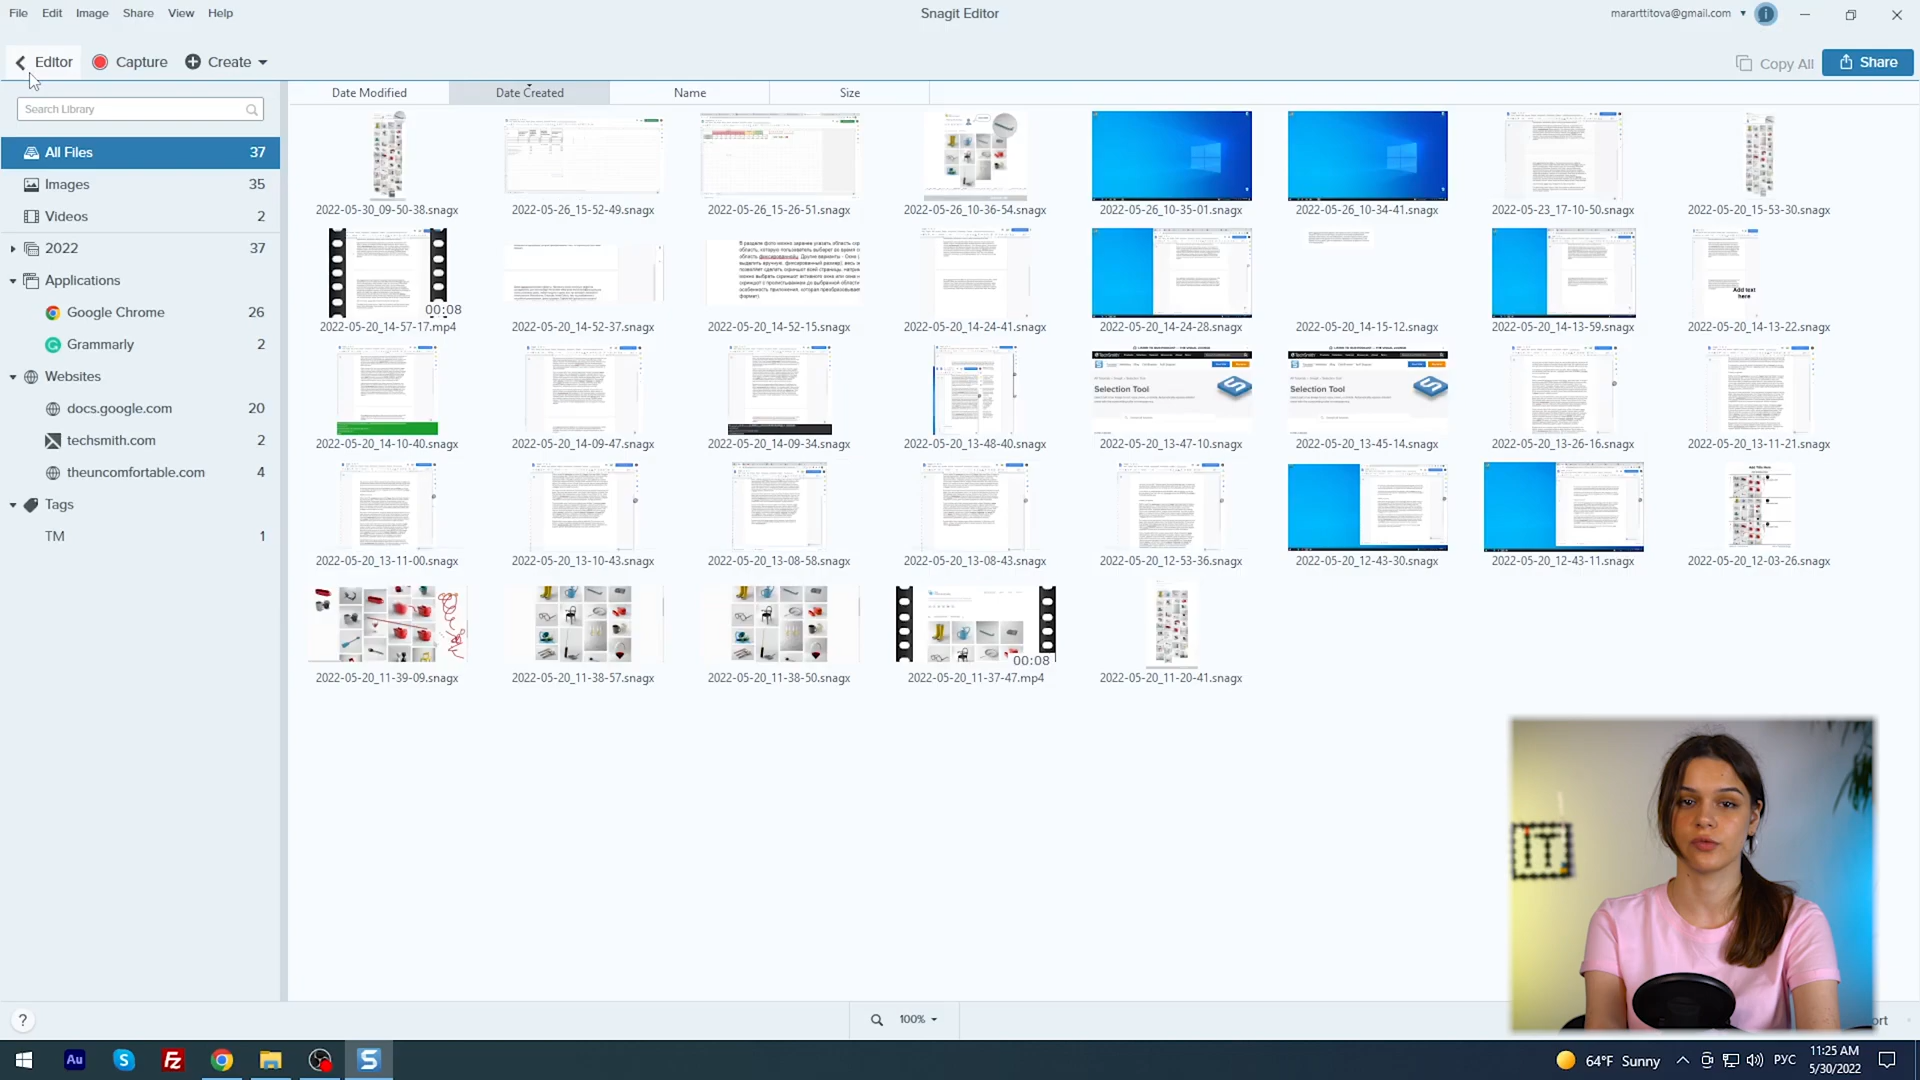 File Edit Image Share View Help
Snagit Editor
mararttitova@gmail.com
Editor Capture Create
Copy All Share
Search Library
Date Modified Date Created Name Size
All Files 37
Images 35
Videos 2
2022 37
Applications
Google Chrome 26
Grammarly 2
Websites
docs.google.com 20
techsmith.com 2
theuncomfortable.com 4
Tags
TM 1
2022-05-30_09-50-38.snagx 2022-05-26_15-52-49.snagx 2022-05-26_15-26-51.snagx 2022-05-26_10-36-54.snagx 2022-05-26_10-35-01.snagx 2022-05-26_10-34-41.snagx 2022-05-23_17-10-50.snagx 2022-05-20_15-53-30.snagx
00:08
Add text
here
2022-05-20_14-57-17.mp4 2022-05-20_14-52-37.snagx 2022-05-20_14-52-15.snagx 2022-05-20_14-24-41.snagx 2022-05-20_14-24-28.snagx 2022-05-20_14-15-12.snagx 2022-05-20_14-13-59.snagx 2022-05-20_14-13-22.snagx
Selection Tool Selection Tool
2022-05-20_14-10-40.snagx 2022-05-20_14-09-47.snagx 2022-05-20_14-09-34.snagx 2022-05-20_13-48-40.snagx 2022-05-20_13-47-10.snagx 2022-05-20_13-45-14.snagx 2022-05-20_13-26-16.snagx 2022-05-20_13-11-21.snagx
2022-05-20_13-11-00.snagx 2022-05-20_13-10-43.snagx 2022-05-20_13-08-58.snagx 2022-05-20_13-08-43.snagx 2022-05-20_12-53-36.snagx 2022-05-20_12-43-30.snagx 2022-05-20_12-43-11.snagx 2022-05-20_12-03-26.snagx
00:08
2022-05-20_11-39-09.snagx 2022-05-20_11-38-57.snagx 2022-05-20_11-38-50.snagx 2022-05-20_11-37-47.mp4 2022-05-20_11-20-41.snagx
IT
? 100% ort
Au S Fz S 64°F Sunny РУС 11:25 AM
5/30/2022